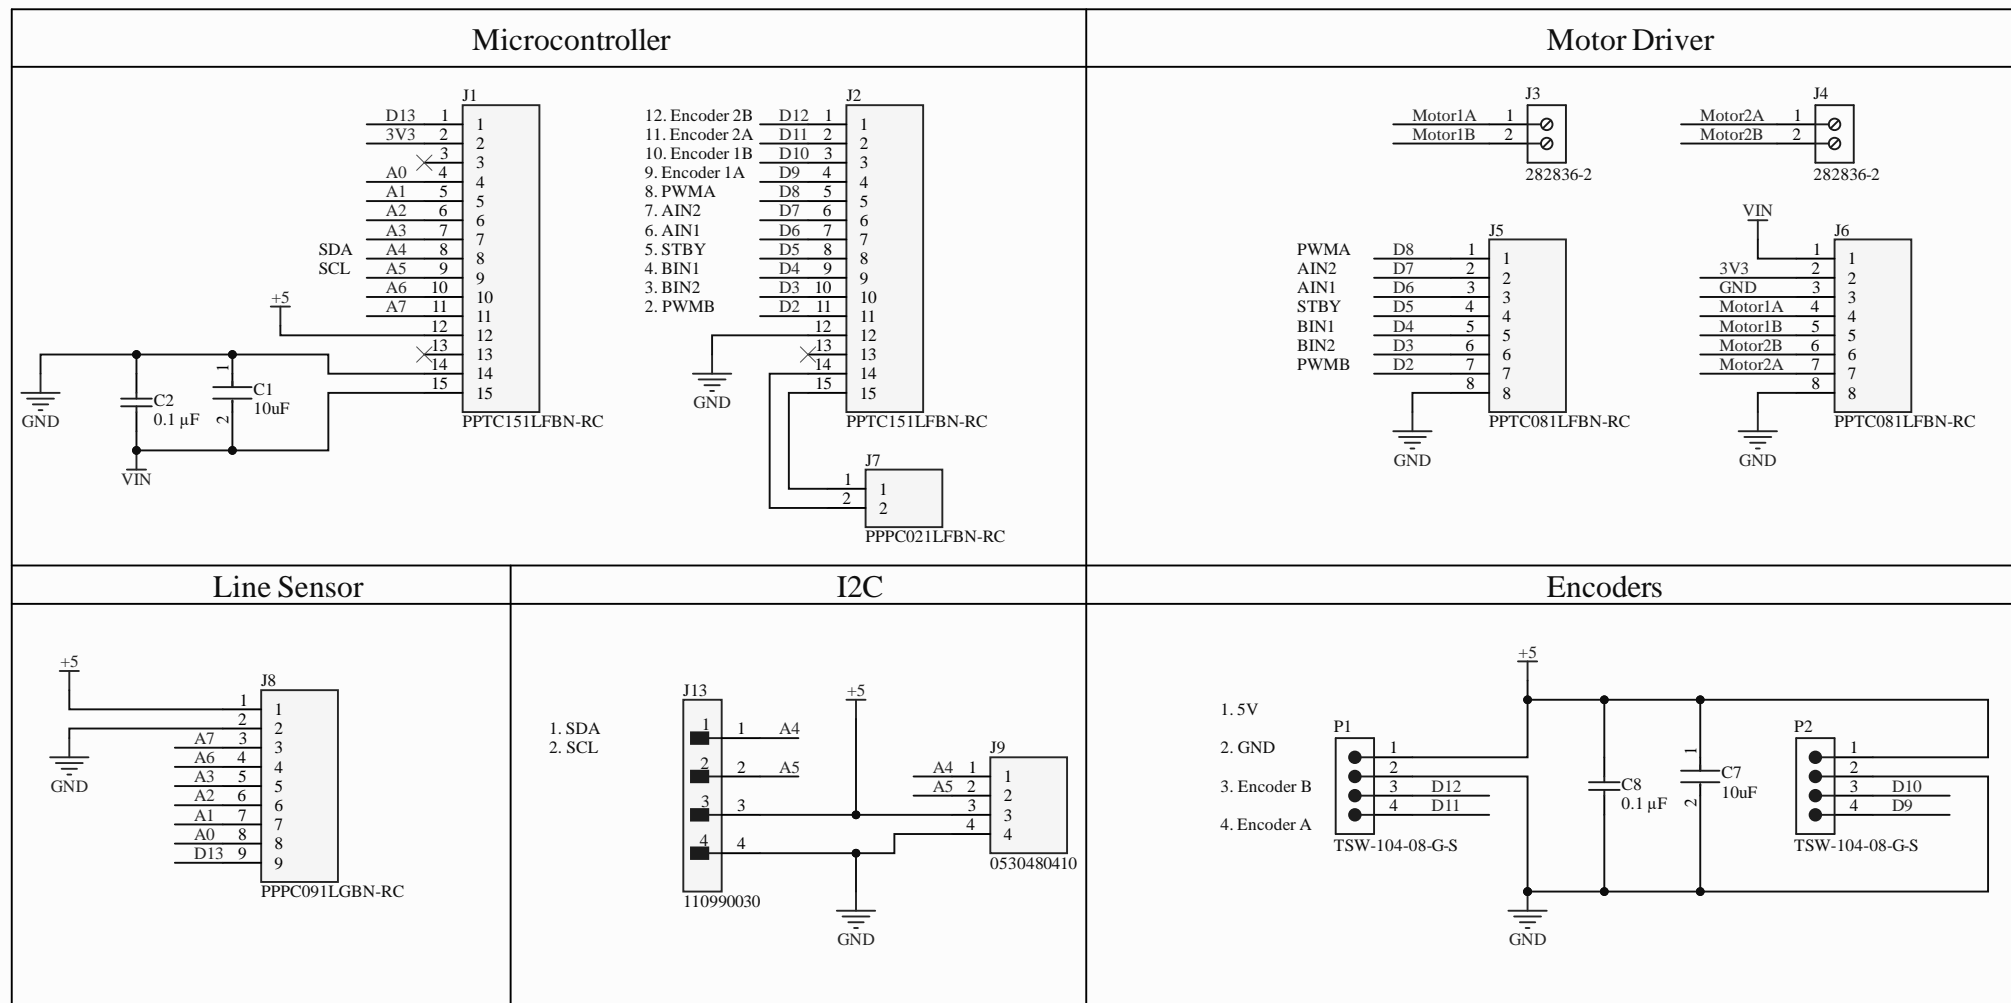 Microcontroller
Motor Driver
J1
D13 1 1
3V3 2 2
3 3
A0 4 4
A1 5 5
A2 6 6
A3 7 7
SDA A4 8 8
SCL A5 9 9
A6 10 10
A7 11 11
+5
12 12
13 13
14 14
15 15
PPTC151LFBN-RC
GND
C2
0.1 µF
1
C1
10uF
2
VIN
J2
12. Encoder 2B D12 1 1
11. Encoder 2A D11 2 2
10. Encoder 1B D10 3 3
9. Encoder 1A D9 4 4
8. PWMA D8 5 5
7. AIN2 D7 6 6
6. AIN1 D6 7 7
5. STBY D5 8 8
4. BIN1 D4 9 9
3. BIN2 D3 10 10
2. PWMB D2 11 11
12 12
13 13
14 14
15 15
GND
PPTC151LFBN-RC
J7
1 1
2 2
PPPC021LFBN-RC
J3
Motor1A 1
Motor1B 2
282836-2
J4
Motor2A 1
Motor2B 2
282836-2
J5
PWMA D8 1 1
AIN2 D7 2 2
AIN1 D6 3 3
STBY D5 4 4
BIN1 D4 5 5
BIN2 D3 6 6
PWMB D2 7 7
8 8
PPTC081LFBN-RC
GND
VIN
J6
1 1
3V3 2 2
GND 3 3
Motor1A 4 4
Motor1B 5 5
Motor2B 6 6
Motor2A 7 7
8 8
PPTC081LFBN-RC
GND
Line Sensor
I2C
Encoders
+5
J8
1 1
2 2
A7 3 3
A6 4 4
A3 5 5
A2 6 6
A1 7 7
A0 8 8
D13 9 9
GND
PPPC091LGBN-RC
1. SDA
2. SCL
J13
1 1 A4
2 2 A5
3 3
4 4
110990030
+5
GND
J9
A4 1 1
A5 2 2
3 3
4 4
0530480410
1. 5V
2. GND
3. Encoder B
4. Encoder A
+5
P1
1
2
3 D12
4 D11
TSW-104-08-G-S
C8
0.1 µF
1
C7
10uF
2
P2
1
2
3 D10
4 D9
TSW-104-08-G-S
GND